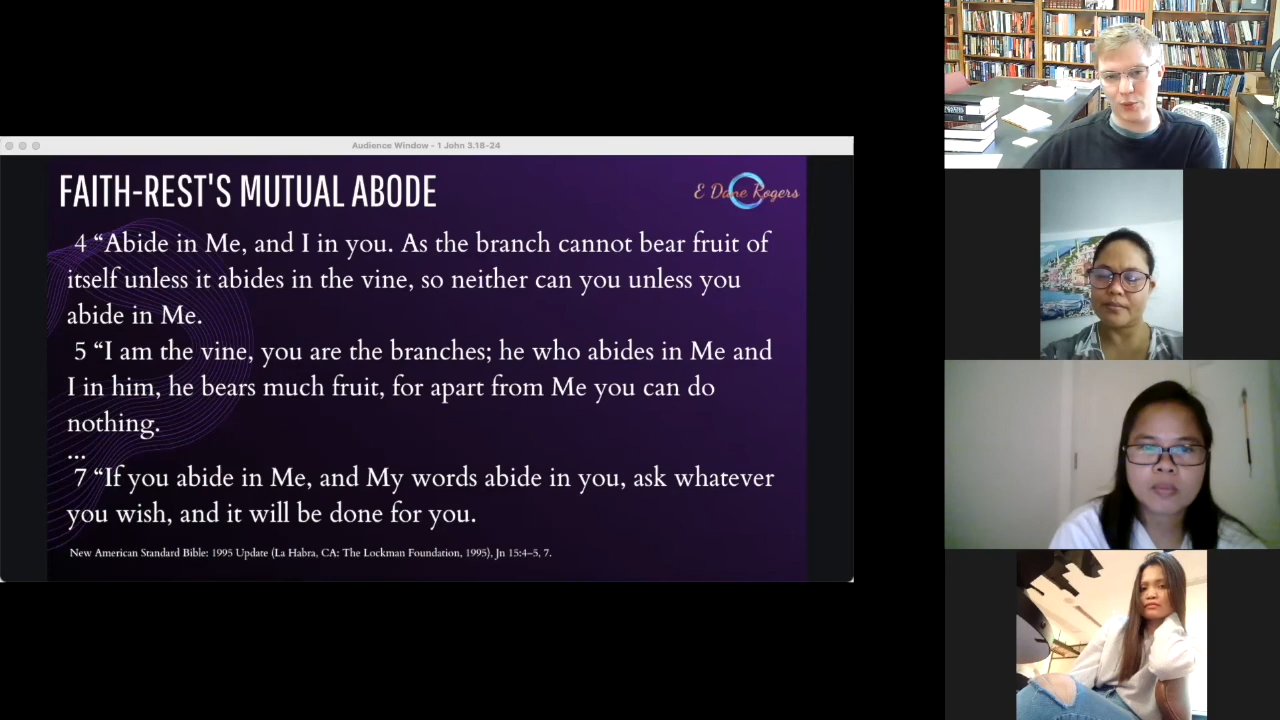 Audience Window - 1 John 3.18-24
FAITH-REST'S MUTUAL ABODE
E Dane Rogers
4 “Abide in Me, and I in you. As the branch cannot bear fruit of
itself unless it abides in the vine, so neither can you unless you
abide in Me.
5 “I am the vine, you are the branches; he who abides in Me and
I in him, he bears much fruit, for apart from Me you can do
nothing.
...
7 “If you abide in Me, and My words abide in you, ask whatever
you wish, and it will be done for you.
New American Standard Bible: 1995 Update (La Habra, CA: The Lockman Foundation, 1995), Jn 15:4–5, 7.